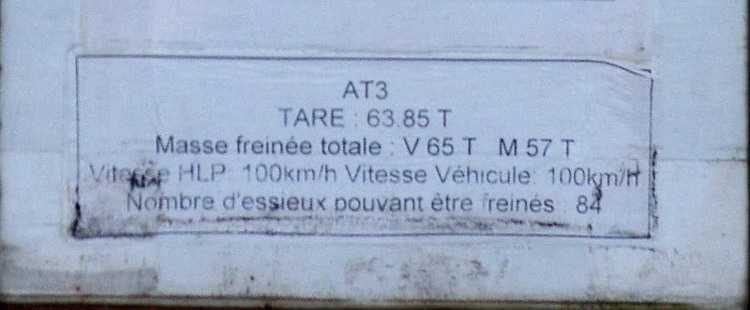 AT3
TARE : 63.85 T
Masse freinée totale : V 65 T M 57 T
Vitesse HLP: 100km/h Vitesse Véhicule: 100km/h
Nombre d'essieux pouvant être freinés : 84